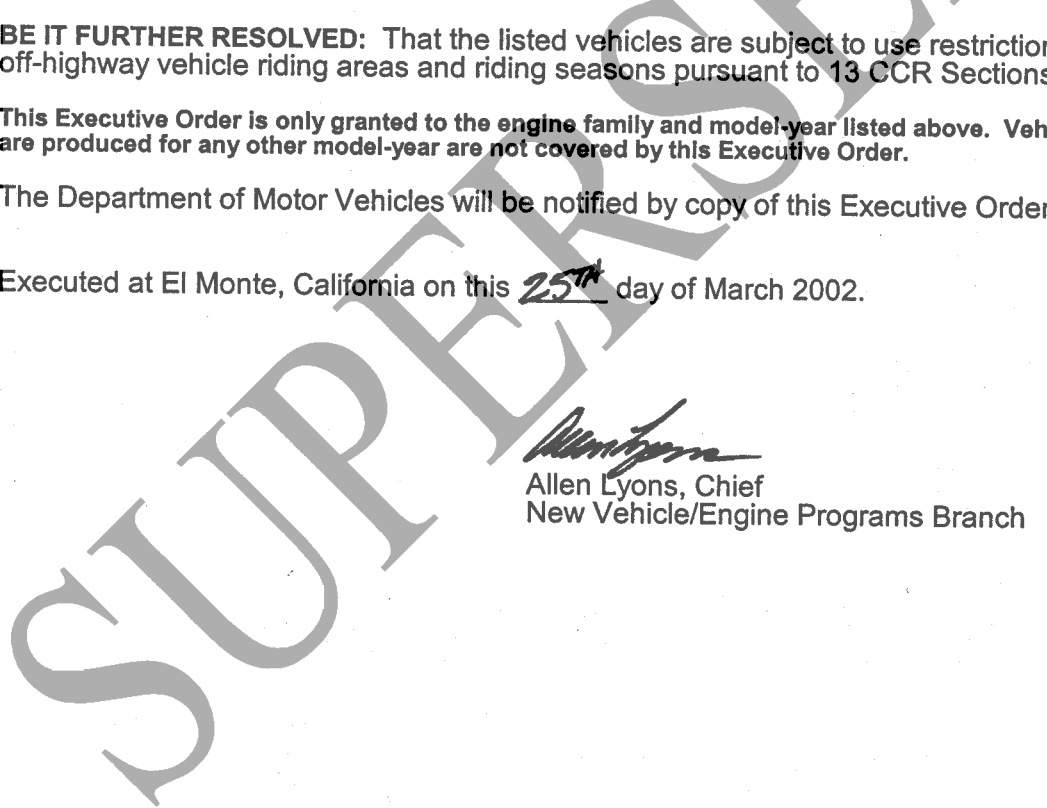 BE IT FURTHER RESOLVED: That the listed vehicles are subject to use restriction
off-highway vehicle riding areas and riding seasons pursuant to 13 CCR Sections
This Executive Order is only granted to the engine family and model-year listed above. Veh
are produced for any other model-year are not covered by this Executive Order.
The Department of Motor Vehicles will be notified by copy of this Executive Order
Executed at El Monte, California on this 25TH day of March 2002.
Allen Lyons
Allen Lyons, Chief
New Vehicle/Engine Programs Branch
SUPERSE